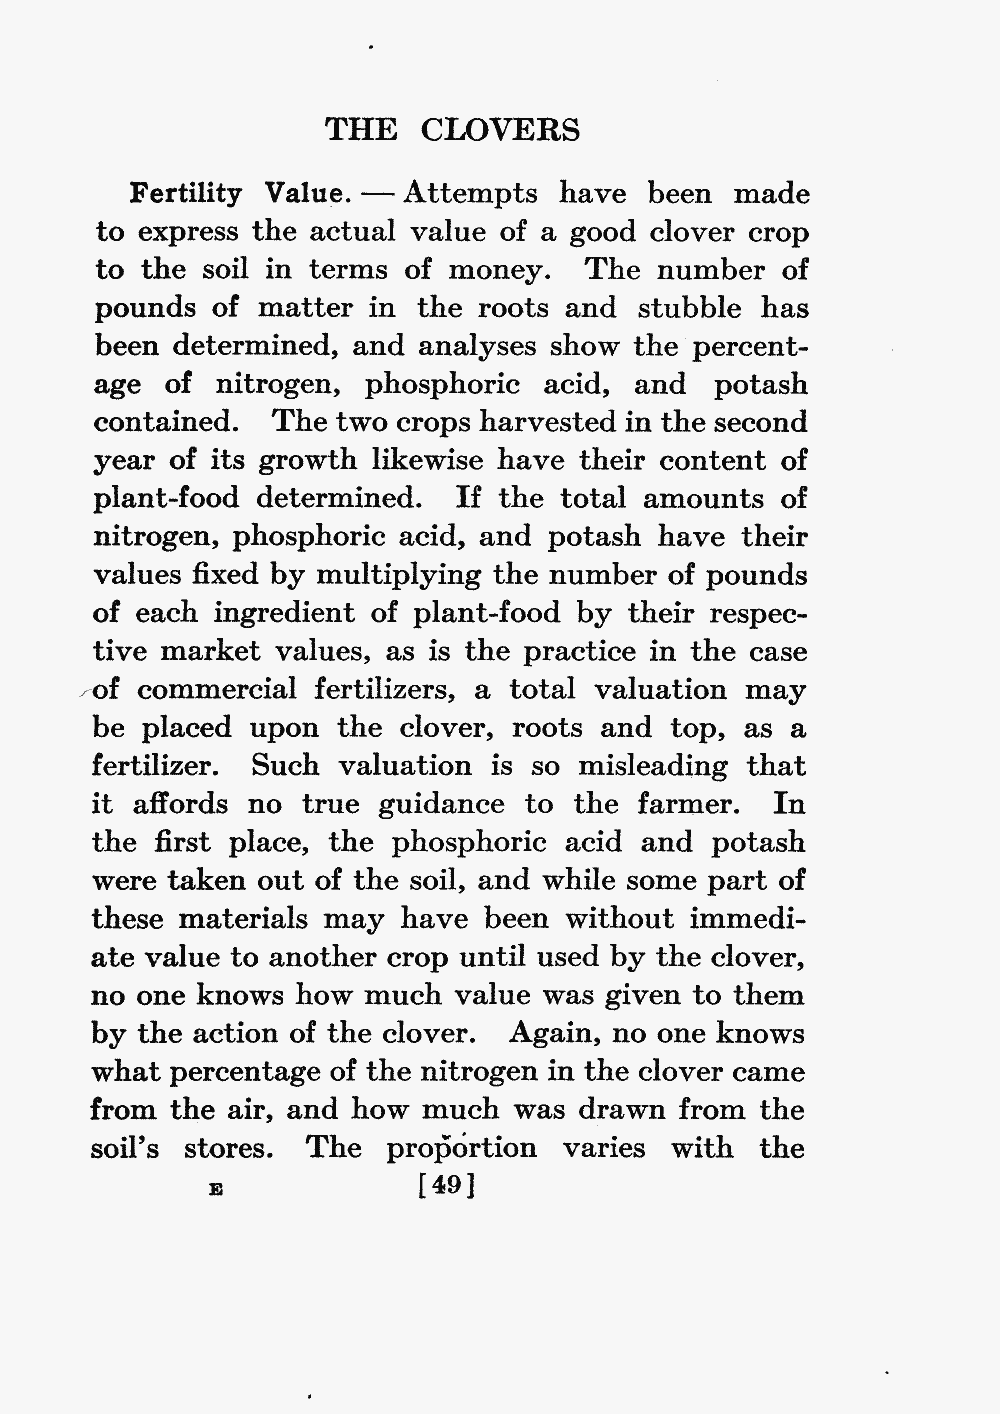 THE CLOVERS
Fertility Value. — Attempts have been made
to express the actual value of a good clover crop
to the soil in terms of money. The number of
pounds of matter in the roots and stubble has
been determined, and analyses show the percent-
age of nitrogen, phosphoric acid, and potash
contained. The two crops harvested in the second
year of its growth likewise have their content of
plant-food determined. If the total amounts of
nitrogen, phosphoric acid, and potash have their
values fixed by multiplying the number of pounds
of each ingredient of plant-food by their respec-
tive market values, as is the practice in the case
of commercial fertilizers, a total valuation may
be placed upon the clover, roots and top, as a
fertilizer. Such valuation is so misleading that
it affords no true guidance to the farmer. In
the first place, the phosphoric acid and potash
were taken out of the soil, and while some part of
these materials may have been without immedi-
ate value to another crop until used by the clover,
no one knows how much value was given to them
by the action of the clover. Again, no one knows
what percentage of the nitrogen in the clover came
from the air, and how much was drawn from the
soil's stores. The proportion varies with the
E [49]